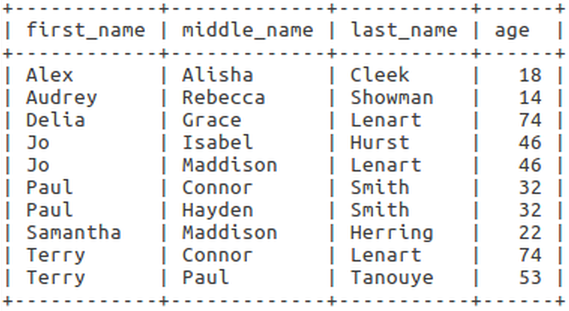 +------------+-------------+-----------+------+
| first_name | middle_name | last_name | age  |
+------------+-------------+-----------+------+
| Alex       | Alisha      | Cleek     |   18 |
| Audrey     | Rebecca     | Showman   |   14 |
| Delia      | Grace       | Lenart    |   74 |
| Jo         | Isabel      | Hurst     |   46 |
| Jo         | Maddison    | Lenart    |   46 |
| Paul       | Connor      | Smith     |   32 |
| Paul       | Hayden      | Smith     |   32 |
| Samantha   | Maddison    | Herring   |   22 |
| Terry      | Connor      | Lenart    |   74 |
| Terry      | Paul        | Tanouye   |   53 |
+------------+-------------+-----------+------+